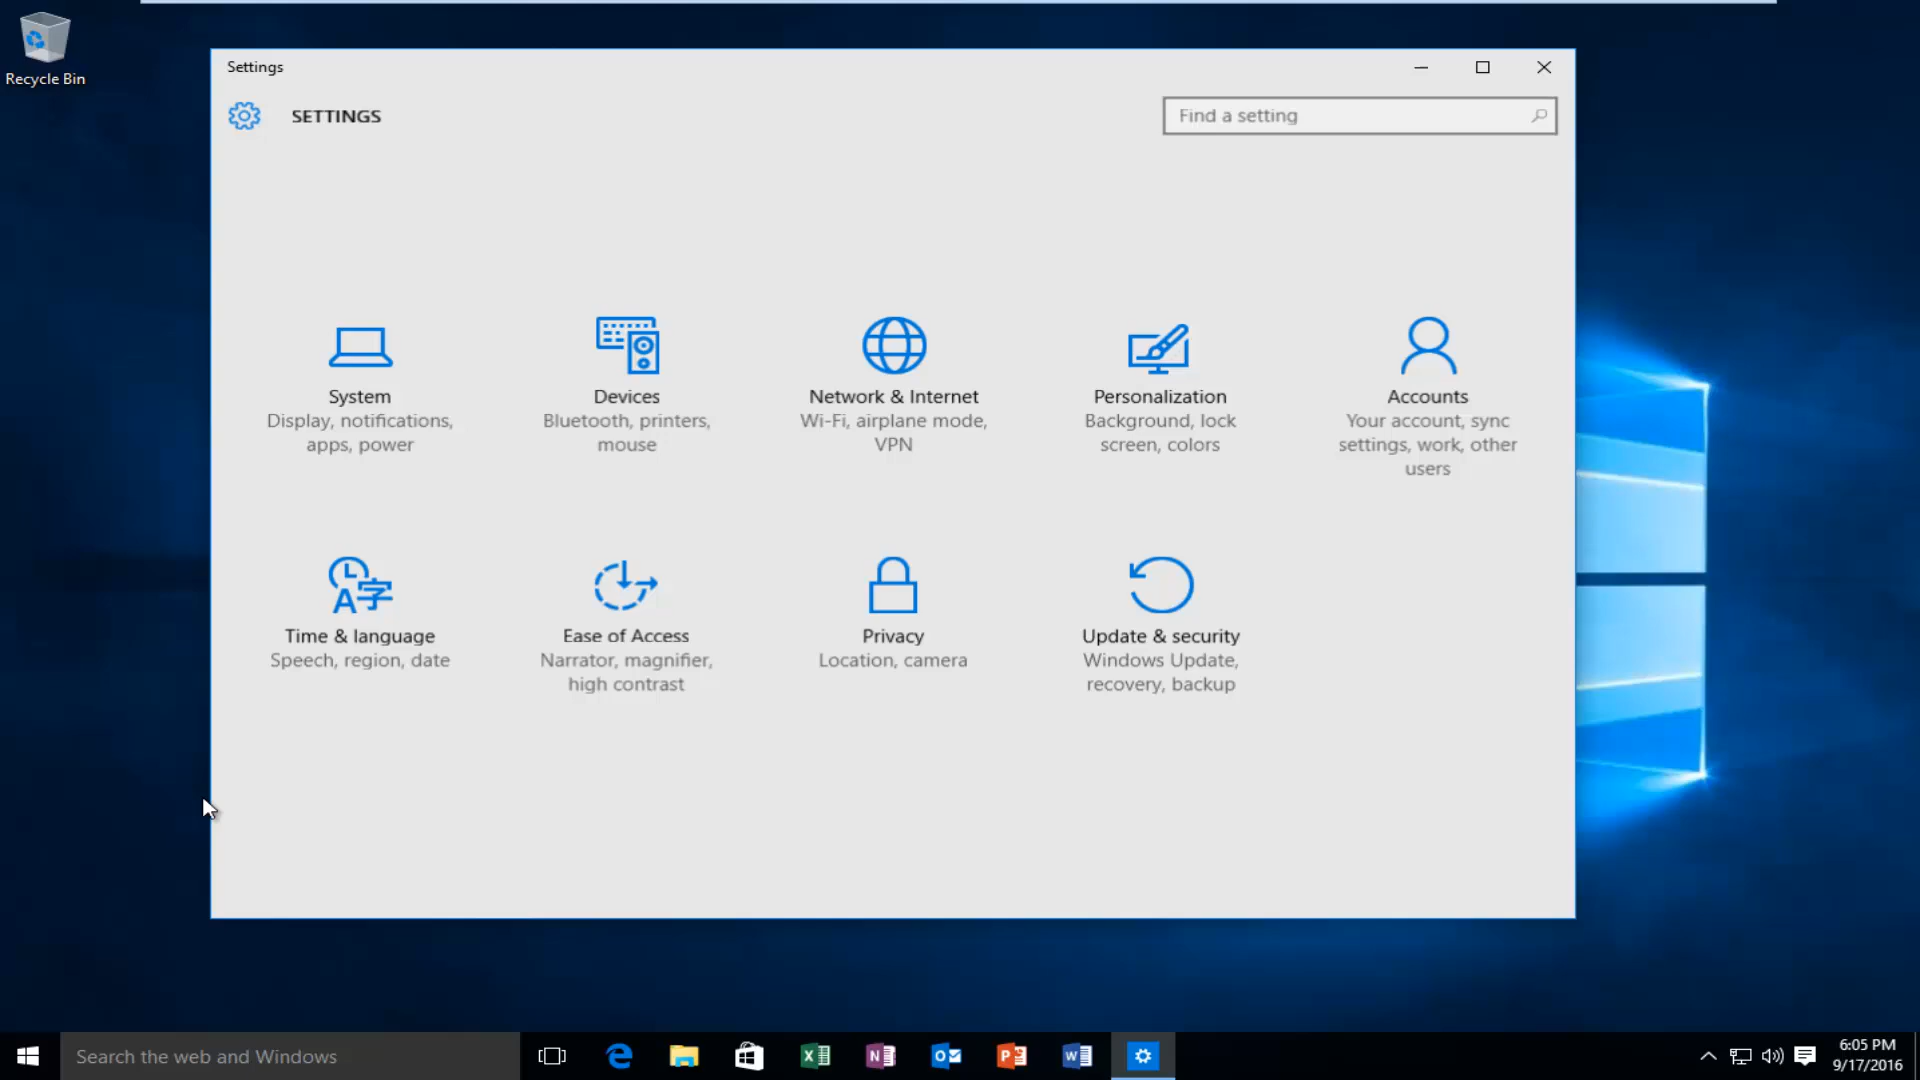 Recycle Bin
Settings
SETTINGS
Find a setting
System
Display, notifications,
apps, power
Devices
Bluetooth, printers,
mouse
Network & Internet
Wi-Fi, airplane mode,
VPN
Personalization
Background, lock
screen, colors
Accounts
Your account, sync
settings, work, other
users
Time & language
Speech, region, date
Ease of Access
Narrator, magnifier,
high contrast
Privacy
Location, camera
Update & security
Windows Update,
recovery, backup
Search the web and Windows
6:05 PM
9/17/2016